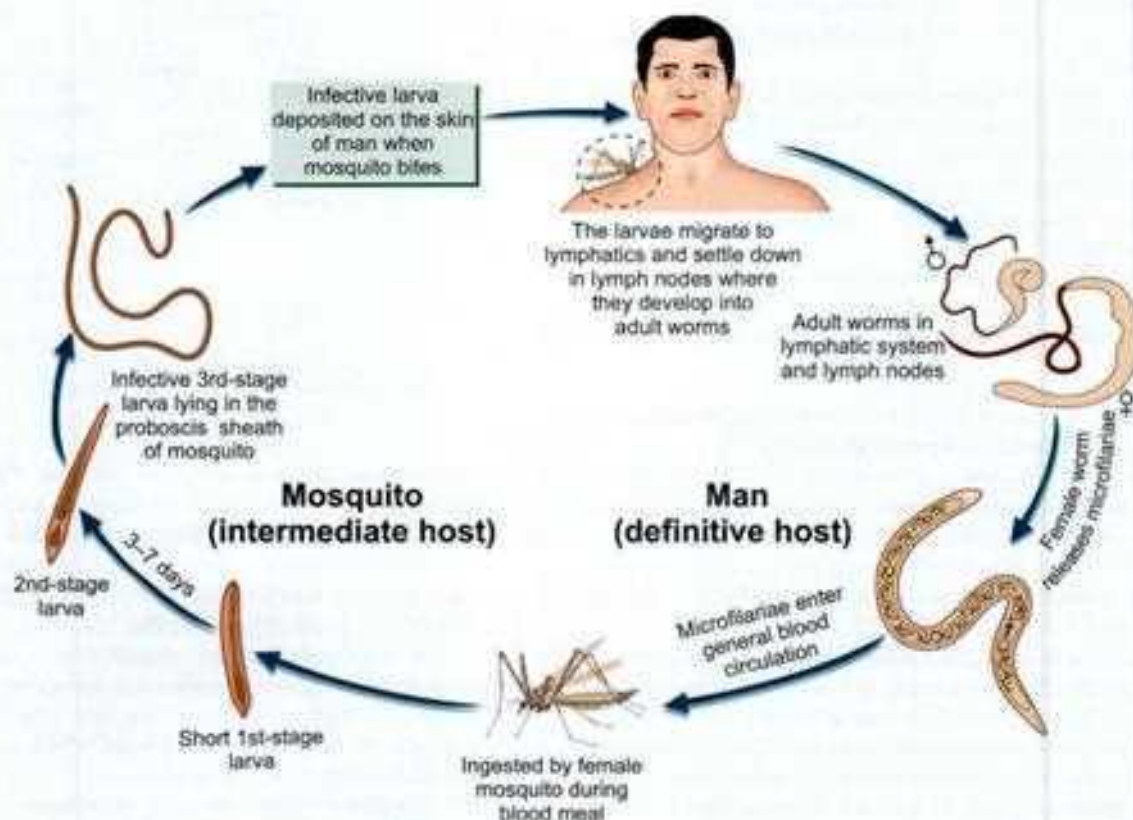 Infective larva
deposited on the skin
of man when
mosquito bites
The larvae migrate to
lymphatics and settle down
in lymph nodes where
they develop into
adult worms
♂
Adult worms in
lymphatic system
and lymph nodes
♀
Female worm
releases microfilariae
Man
(definitive host)
Microfilariae enter
general blood
circulation
Ingested by female
mosquito during
blood meal
Short 1st-stage
larva
3–7 days
2nd-stage
larva
Infective 3rd-stage
larva lying in the
proboscis sheath
of mosquito
Mosquito
(intermediate host)